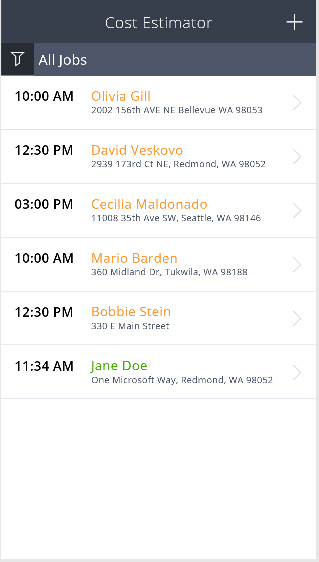 Cost Estimator
All Jobs
10:00 AM
Olivia Gill
2002 156th AVE NE Bellevue WA 98053
12:30 PM
David Veskovo
2939 173rd Ct NE, Redmond, WA 98052
03:00 PM
Cecilia Maldonado
11008 35th Ave SW, Seattle, WA 98146
10:00 AM
Mario Barden
360 Midland Dr, Tukwila, WA 98188
12:30 PM
Bobbie Stein
330 E Main Street
11:34 AM
Jane Doe
One Microsoft Way, Redmond, WA 98052